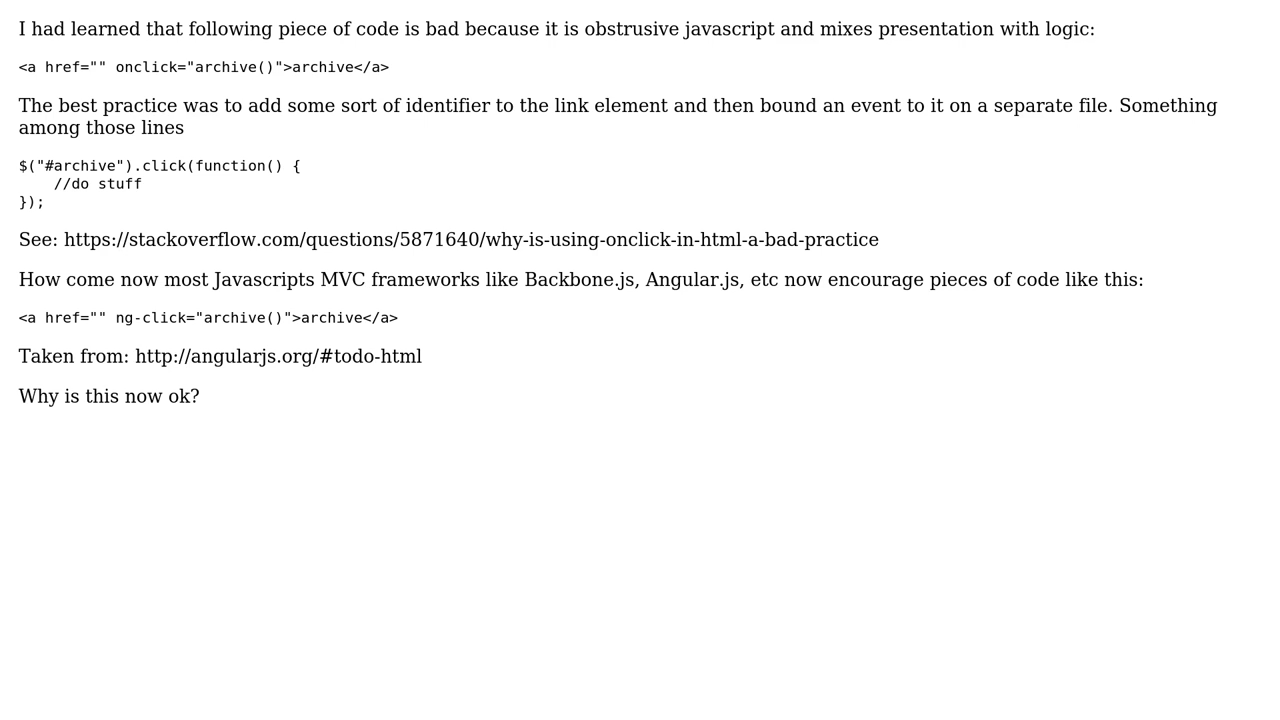 I had learned that following piece of code is bad because it is obstrusive javascript and mixes presentation with logic:
<a href="" onclick="archive()">archive</a>
The best practice was to add some sort of identifier to the link element and then bound an event to it on a separate file. Something
among those lines
$("#archive").click(function() {
    //do stuff
});
See: https://stackoverflow.com/questions/5871640/why-is-using-onclick-in-html-a-bad-practice
How come now most Javascripts MVC frameworks like Backbone.js, Angular.js, etc now encourage pieces of code like this:
<a href="" ng-click="archive()">archive</a>
Taken from: http://angularjs.org/#todo-html
Why is this now ok?